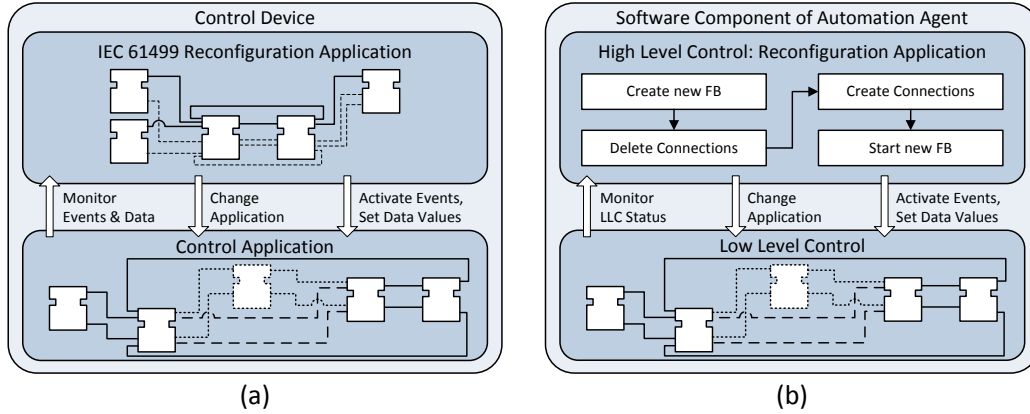 Control Device
IEC 61499 Reconfiguration Application
Monitor
Events & Data
Change
Application
Activate Events,
Set Data Values
Control Application
(a)
Software Component of Automation Agent
High Level Control: Reconfiguration Application
Create new FB
Delete Connections
Create Connections
Start new FB
Monitor
LLC Status
Change
Application
Activate Events,
Set Data Values
Low Level Control
(b)